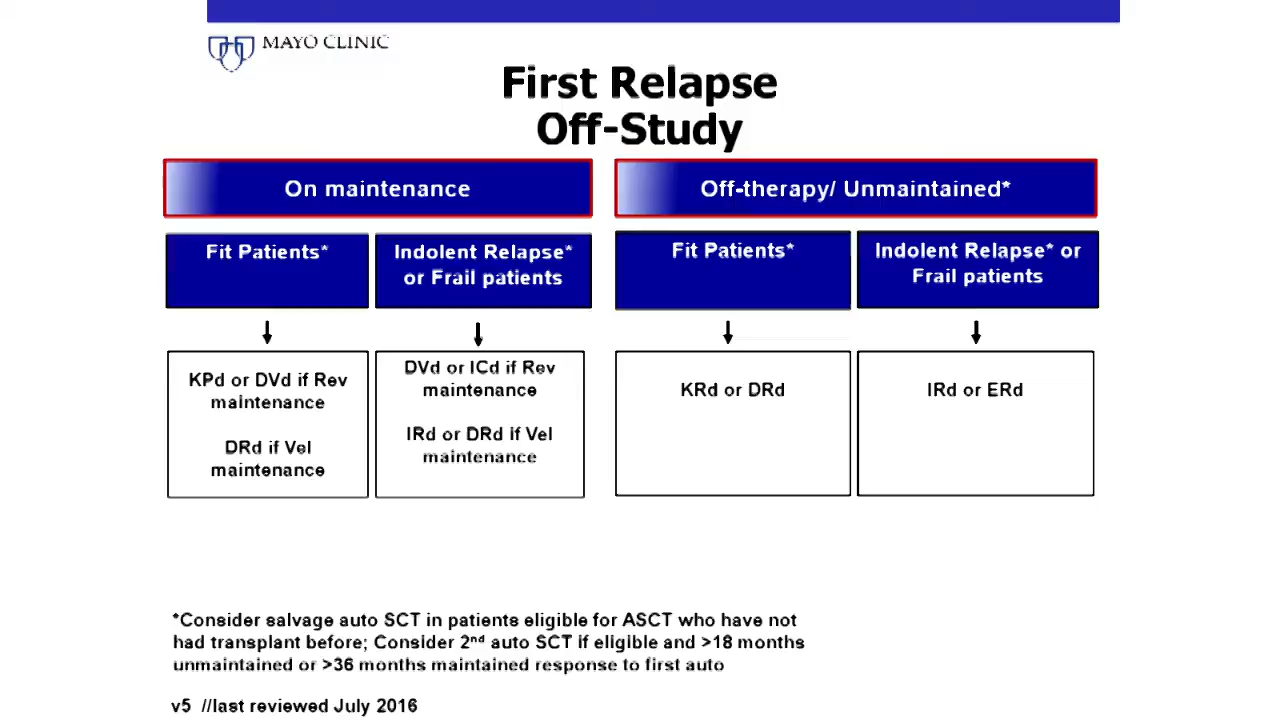 MAYO CLINIC
First Relapse
Off-Study
On maintenance
Off-therapy/ Unmaintained*
Fit Patients*
Indolent Relapse*
or Frail patients
Fit Patients*
Indolent Relapse* or
Frail patients
KPd or DVd if Rev
maintenance
DRd if Vel
maintenance
DVd or ICd if Rev
maintenance
IRd or DRd if Vel
maintenance
KRd or DRd
IRd or ERd
*Consider salvage auto SCT in patients eligible for ASCT who have not
had transplant before; Consider 2nd auto SCT if eligible and >18 months
unmaintained or >36 months maintained response to first auto
v5 //last reviewed July 2016